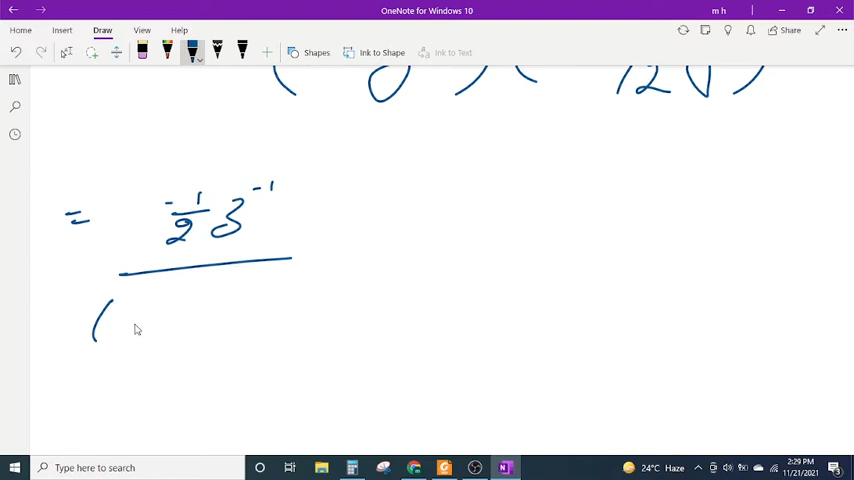 OneNote for Windows 10
m h
Home Insert Draw View Help
Share
Shapes
Ink to Shape
Ink to Text
= -1/2 z^-1
(
Type here to search
24°C Haze
2:29 PM
11/21/2021
3